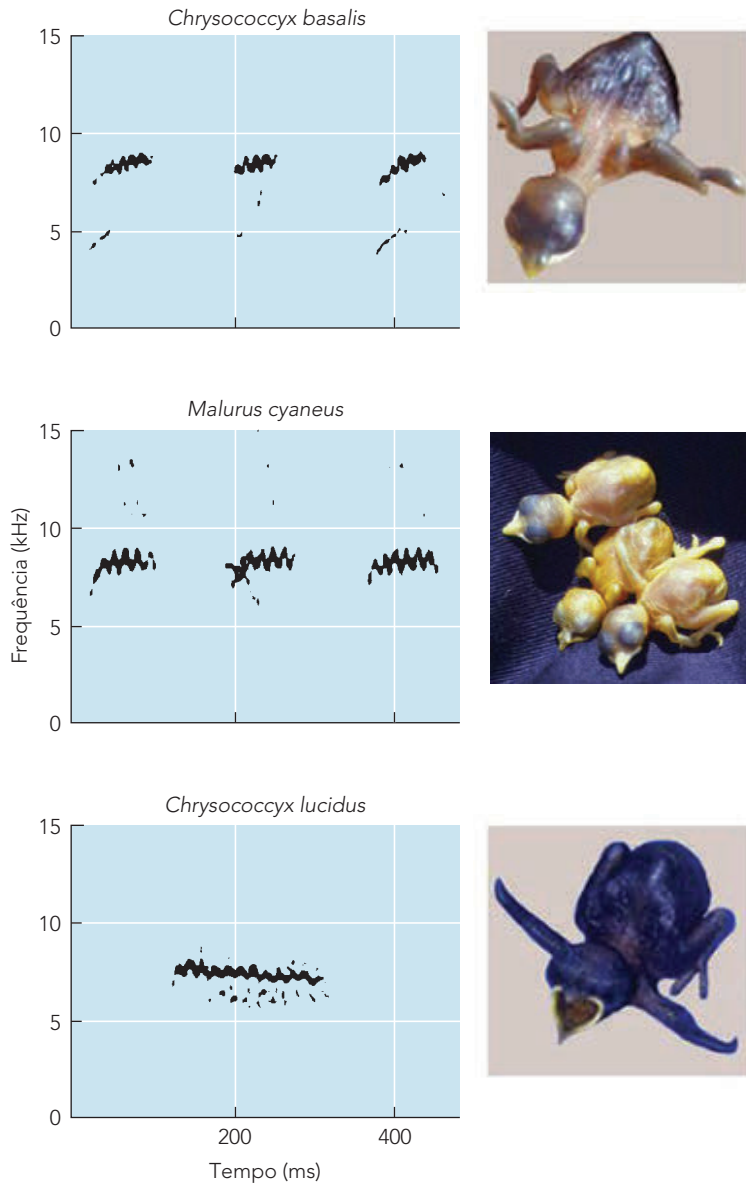 Chrysococcyx basalis
15
10
5
0
Malurus cyaneus
15
10
5
0
Frequência (kHz)
Chrysococcyx lucidus
15
10
5
0
200
400
Tempo (ms)